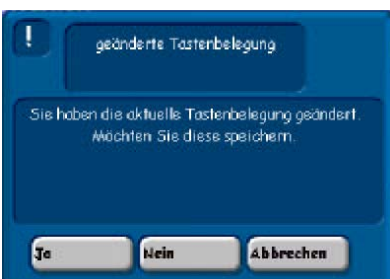 !
geänderte Tastenbelegung
Sie haben die aktuelle Tastenbelegung geändert.
Möchten Sie diese speichern.
Ja
Nein
Abbrechen